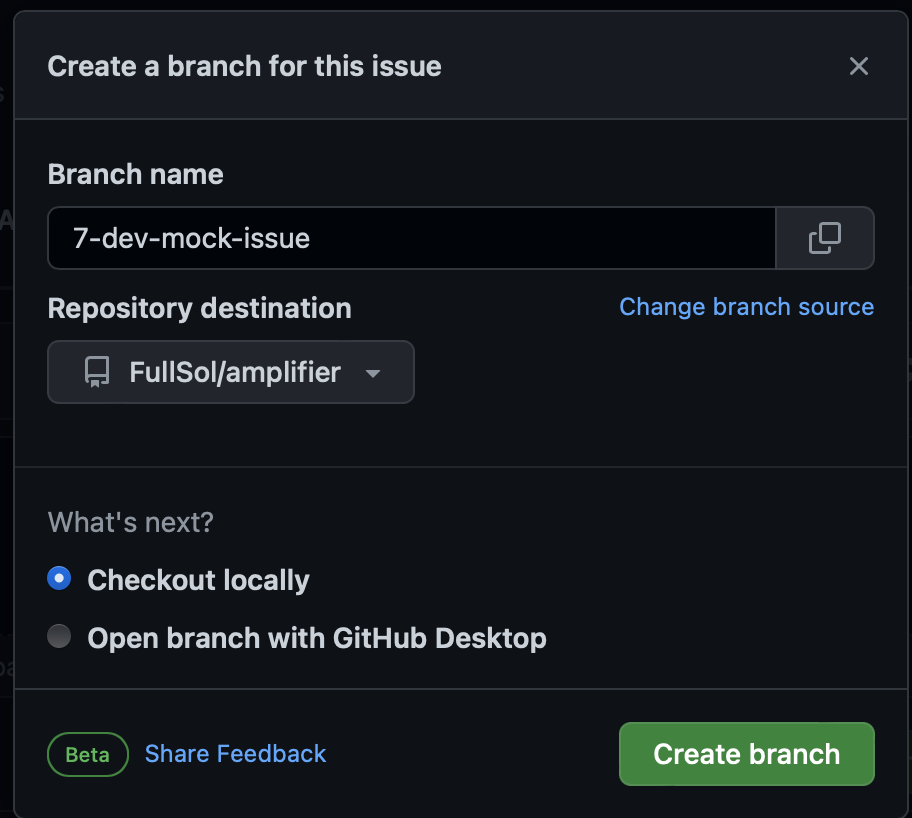 Create a branch for this issue
Branch name
7-dev-mock-issue
Repository destination
Change branch source
FullSol/amplifier
What's next?
Checkout locally
Open branch with GitHub Desktop
Beta
Share Feedback
Create branch